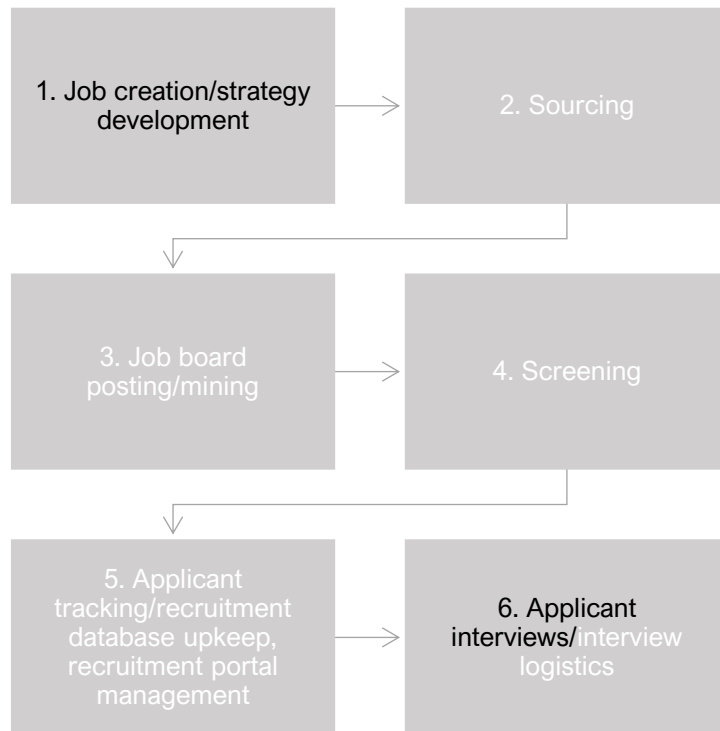 1. Job creation/strategy
development
2. Sourcing
3. Job board
posting/mining
4. Screening
5. Applicant
tracking/recruitment
database upkeep,
recruitment portal
management
6. Applicant
interviews/interview
logistics